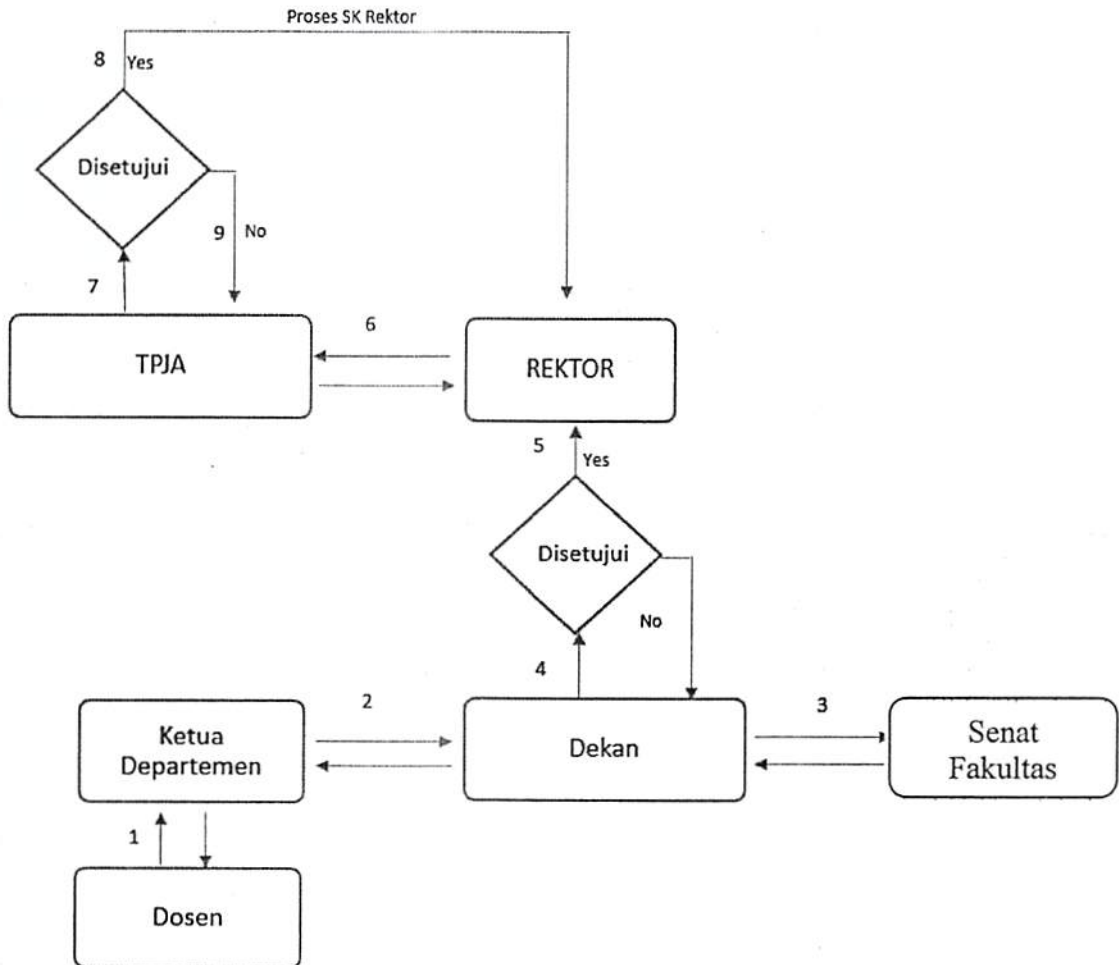 Proses SK Rektor
8 Yes
Disetujui
9 No
7
6
TPJA
REKTOR
5
Yes
Disetujui
No
4
2
3
Ketua
Departemen
Dekan
Senat
Fakultas
1
Dosen